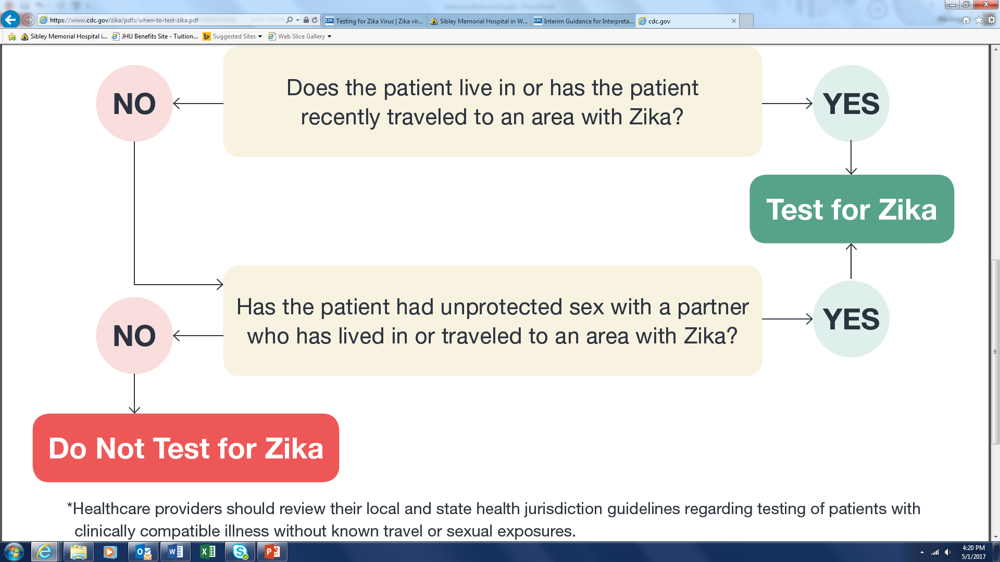 https://www.cdc.gov/zika/pdfs/when-to-test-zika.pdf
Testing for Zika Virus | Zika vir...
Sibley Memorial Hospital in W...
Interim Guidance for Interpreta...
cdc.gov
Sibley Memorial Hospital i...
JHU Benefits Site - Tuition...
Suggested Sites
Web Slice Gallery
NO
Does the patient live in or has the patient
recently traveled to an area with Zika?
YES
Test for Zika
Has the patient had unprotected sex with a partner
who has lived in or traveled to an area with Zika?
NO
YES
Do Not Test for Zika
*Healthcare providers should review their local and state health jurisdiction guidelines regarding testing of patients with
clinically compatible illness without known travel or sexual exposures.
4:20 PM
5/1/2017